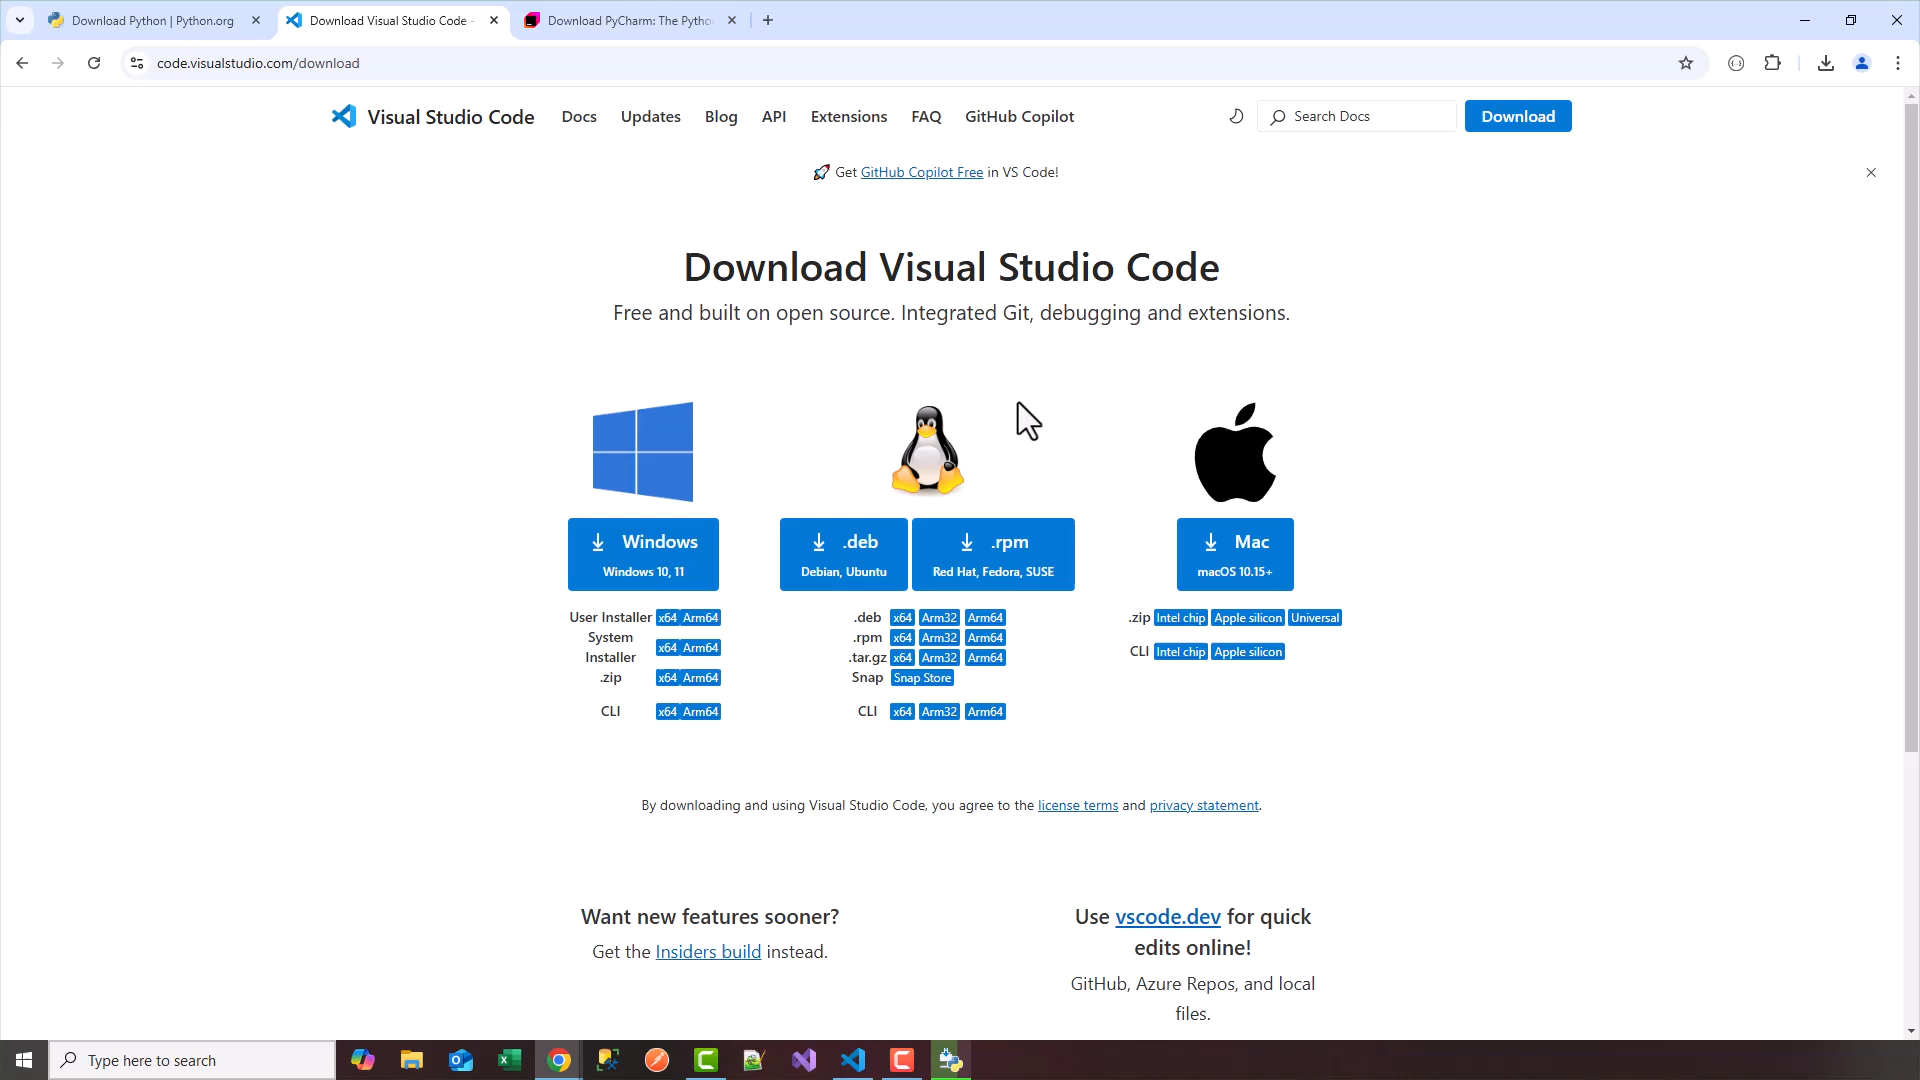 Download Python | Python.org
Download Visual Studio Code -
Download PyCharm: The Pytho
code.visualstudio.com/download
Visual Studio Code
Docs
Updates
Blog
API
Extensions
FAQ
GitHub Copilot
Search Docs
Download
🚀 Get GitHub Copilot Free in VS Code!
Download Visual Studio Code
Free and built on open source. Integrated Git, debugging and extensions.
Windows
Windows 10, 11
User Installer x64 Arm64
System
Installer
x64 Arm64
.zip x64 Arm64
CLI x64 Arm64
.deb
Debian, Ubuntu
.rpm
Red Hat, Fedora, SUSE
.deb x64 Arm32 Arm64
.rpm x64 Arm32 Arm64
.tar.gz x64 Arm32 Arm64
Snap Snap Store
CLI x64 Arm32 Arm64
Mac
macOS 10.15+
.zip Intel chip Apple silicon Universal
CLI Intel chip Apple silicon
By downloading and using Visual Studio Code, you agree to the license terms and privacy statement.
Want new features sooner?
Get the Insiders build instead.
Use vscode.dev for quick
edits online!
GitHub, Azure Repos, and local
files.
Type here to search